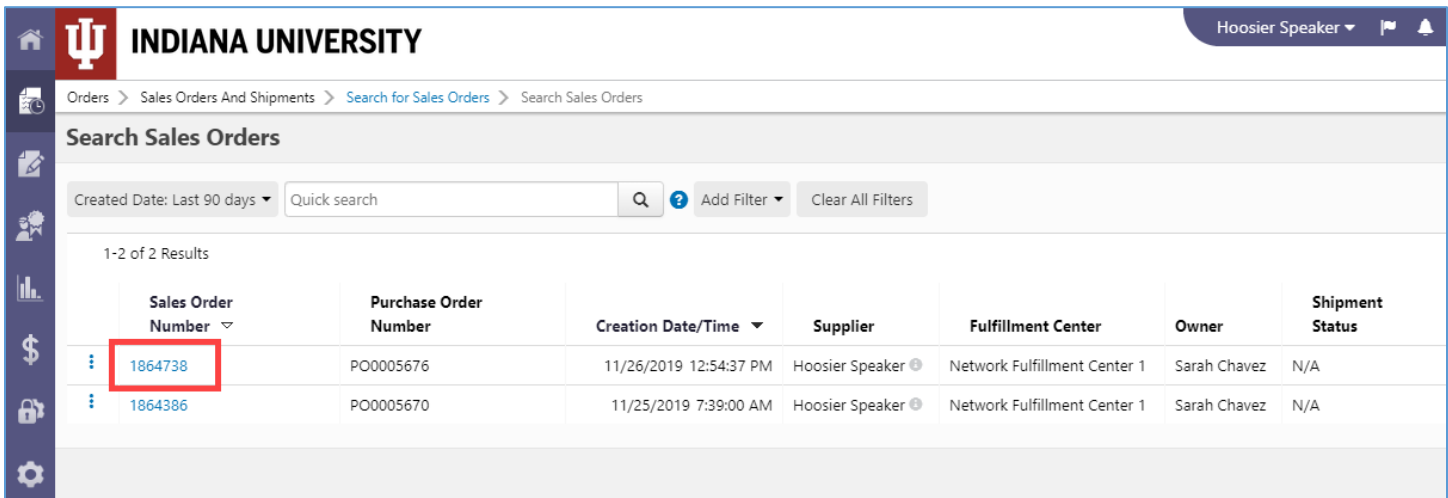 INDIANA UNIVERSITY
Hoosier Speaker
Orders > Sales Orders And Shipments > Search for Sales Orders > Search Sales Orders
Search Sales Orders
Created Date: Last 90 days Quick search ? Add Filter Clear All Filters
1-2 of 2 Results
Sales Order Number Purchase Order Number Creation Date/Time Supplier Fulfillment Center Owner Shipment Status
1864738 PO0005676 11/26/2019 12:54:37 PM Hoosier Speaker Network Fulfillment Center 1 Sarah Chavez N/A
1864386 PO0005670 11/25/2019 7:39:00 AM Hoosier Speaker Network Fulfillment Center 1 Sarah Chavez N/A